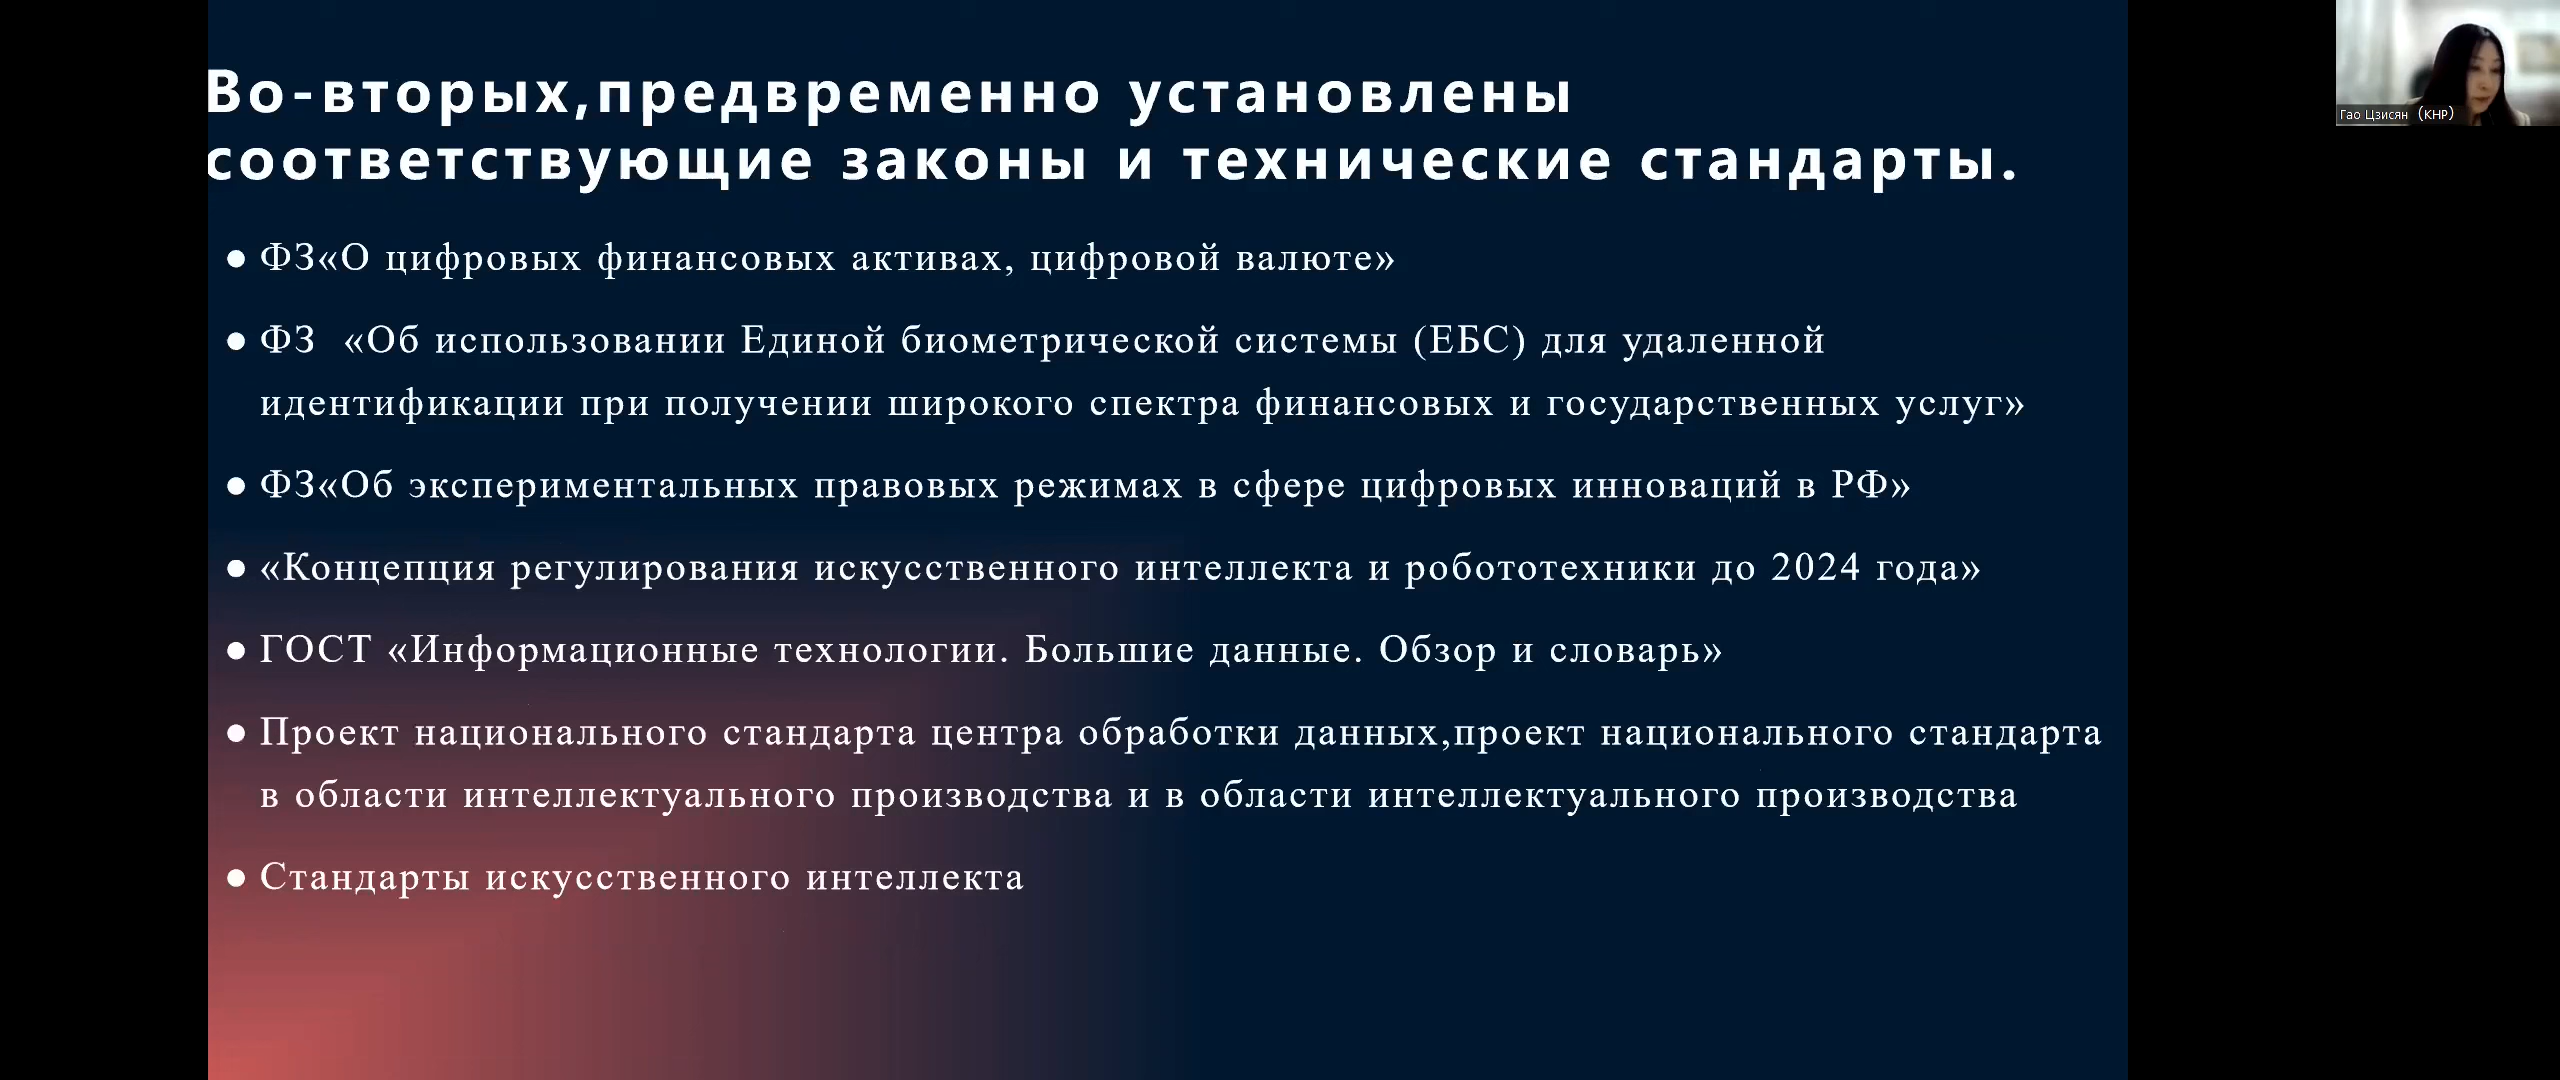 Во-вторых,предвременно установлены
соответствующие законы и технические стандарты.
● ФЗ«О цифровых финансовых активах, цифровой валюте»
● ФЗ «Об использовании Единой биометрической системы (ЕБС) для удаленной
идентификации при получении широкого спектра финансовых и государственных услуг»
● ФЗ«Об экспериментальных правовых режимах в сфере цифровых инноваций в РФ»
● «Концепция регулирования искусственного интеллекта и робототехники до 2024 года»
● ГОСТ «Информационные технологии. Большие данные. Обзор и словарь»
● Проект национального стандарта центра обработки данных,проект национального стандарта
в области интеллектуального производства и в области интеллектуального производства
● Стандарты искусственного интеллекта
Гао Цзисян （КНР）